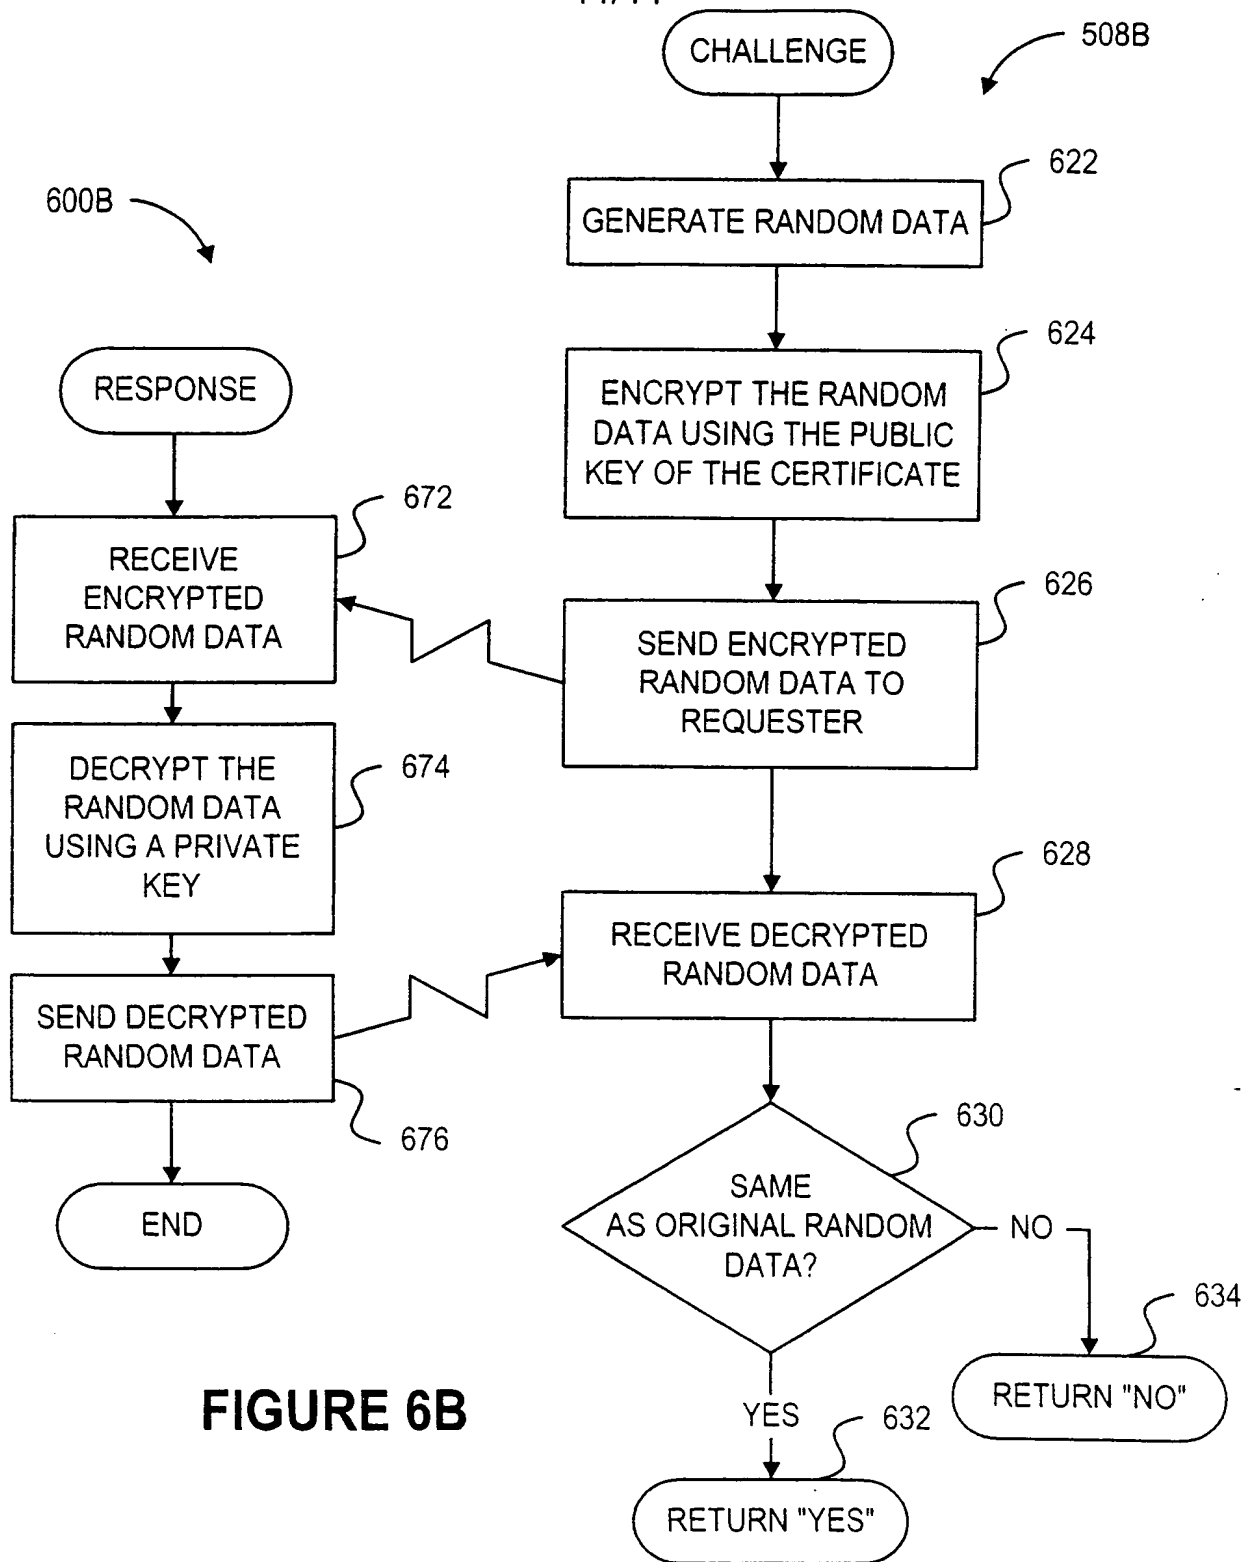 CHALLENGE
508B
622
GENERATE RANDOM DATA
600B
624
ENCRYPT THE RANDOM
DATA USING THE PUBLIC
KEY OF THE CERTIFICATE
RESPONSE
672
RECEIVE
ENCRYPTED
RANDOM DATA
626
SEND ENCRYPTED
RANDOM DATA TO
REQUESTER
DECRYPT THE
RANDOM DATA
USING A PRIVATE
KEY
674
628
RECEIVE DECRYPTED
RANDOM DATA
SEND DECRYPTED
RANDOM DATA
676
END
630
SAME
AS ORIGINAL RANDOM
DATA?
NO
634
RETURN "NO"
YES
632
RETURN "YES"
FIGURE 6B